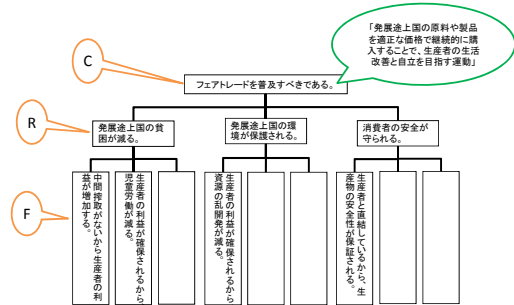 「発展途上国の原料や製品
を適正な価格で継続的に購
入することで、生産者の生活
改善と自立を目指す運動」
C
フェアトレードを普及すべきである。
R
発展途上国の貧
困が減る。
発展途上国の環
境が保護される。
消費者の安全が
守られる。
F
中間搾取がないから生産者の利
益が増加する。
生産者の利益が確保されるから
児童労働が減る。
生産者の利益が確保されるから
資源の乱開発が減る。
生産者と直結しているから、生
産物の安全性が保証される。